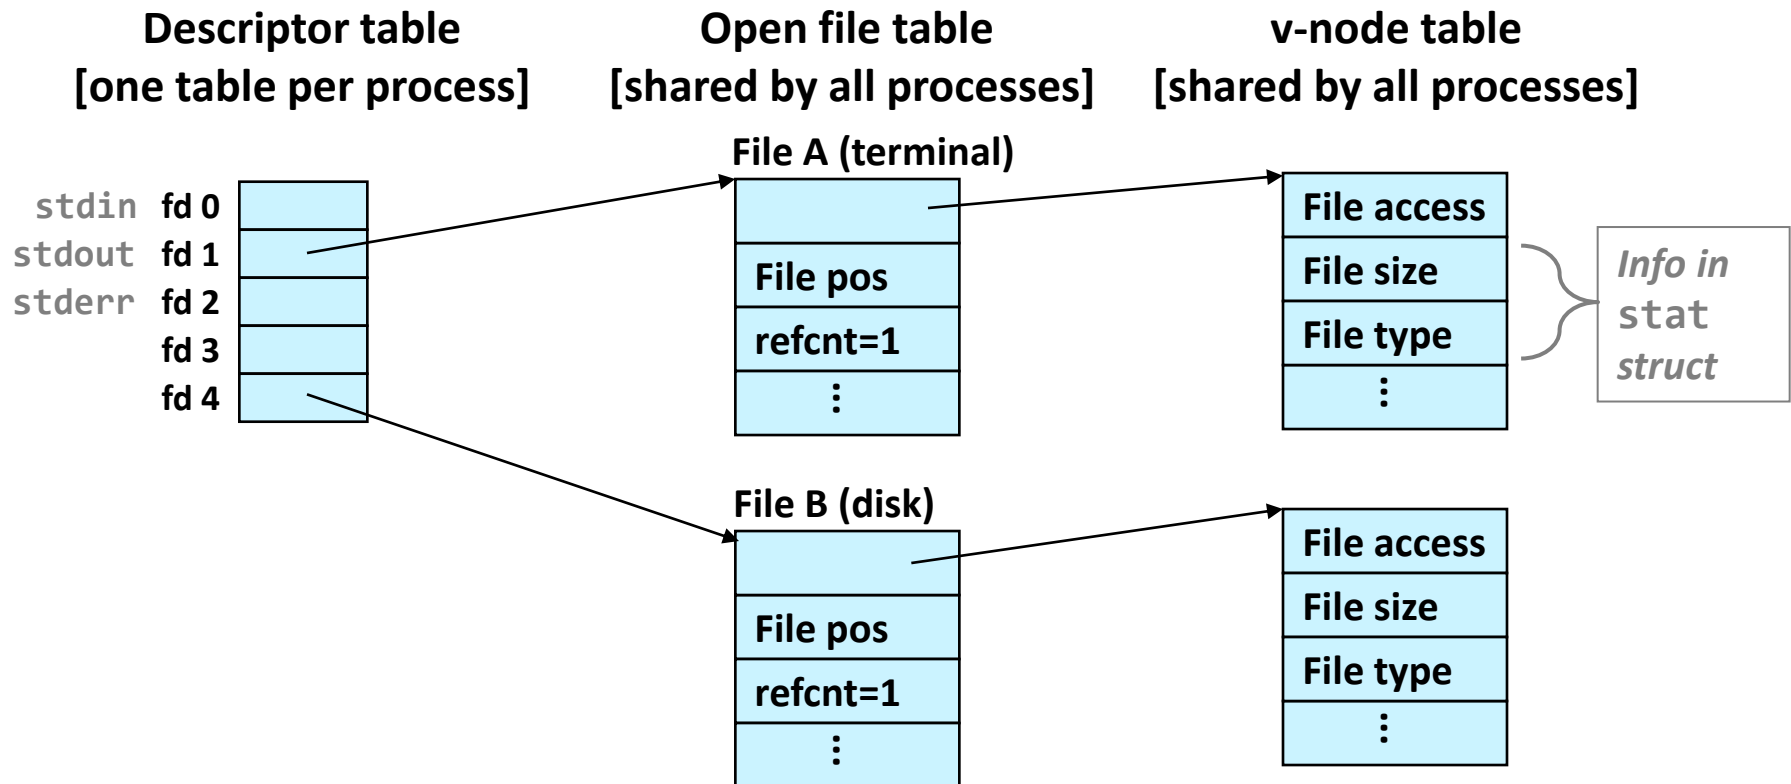 Descriptor table
[one table per process]
Open file table
[shared by all processes]
v-node table
[shared by all processes]
stdin fd 0
stdout fd 1
stderr fd 2
fd 3
fd 4
File A (terminal)
File pos
refcnt=1
⋮
File B (disk)
File pos
refcnt=1
⋮
File access
File size
File type
⋮
Info in
stat
struct
File access
File size
File type
⋮